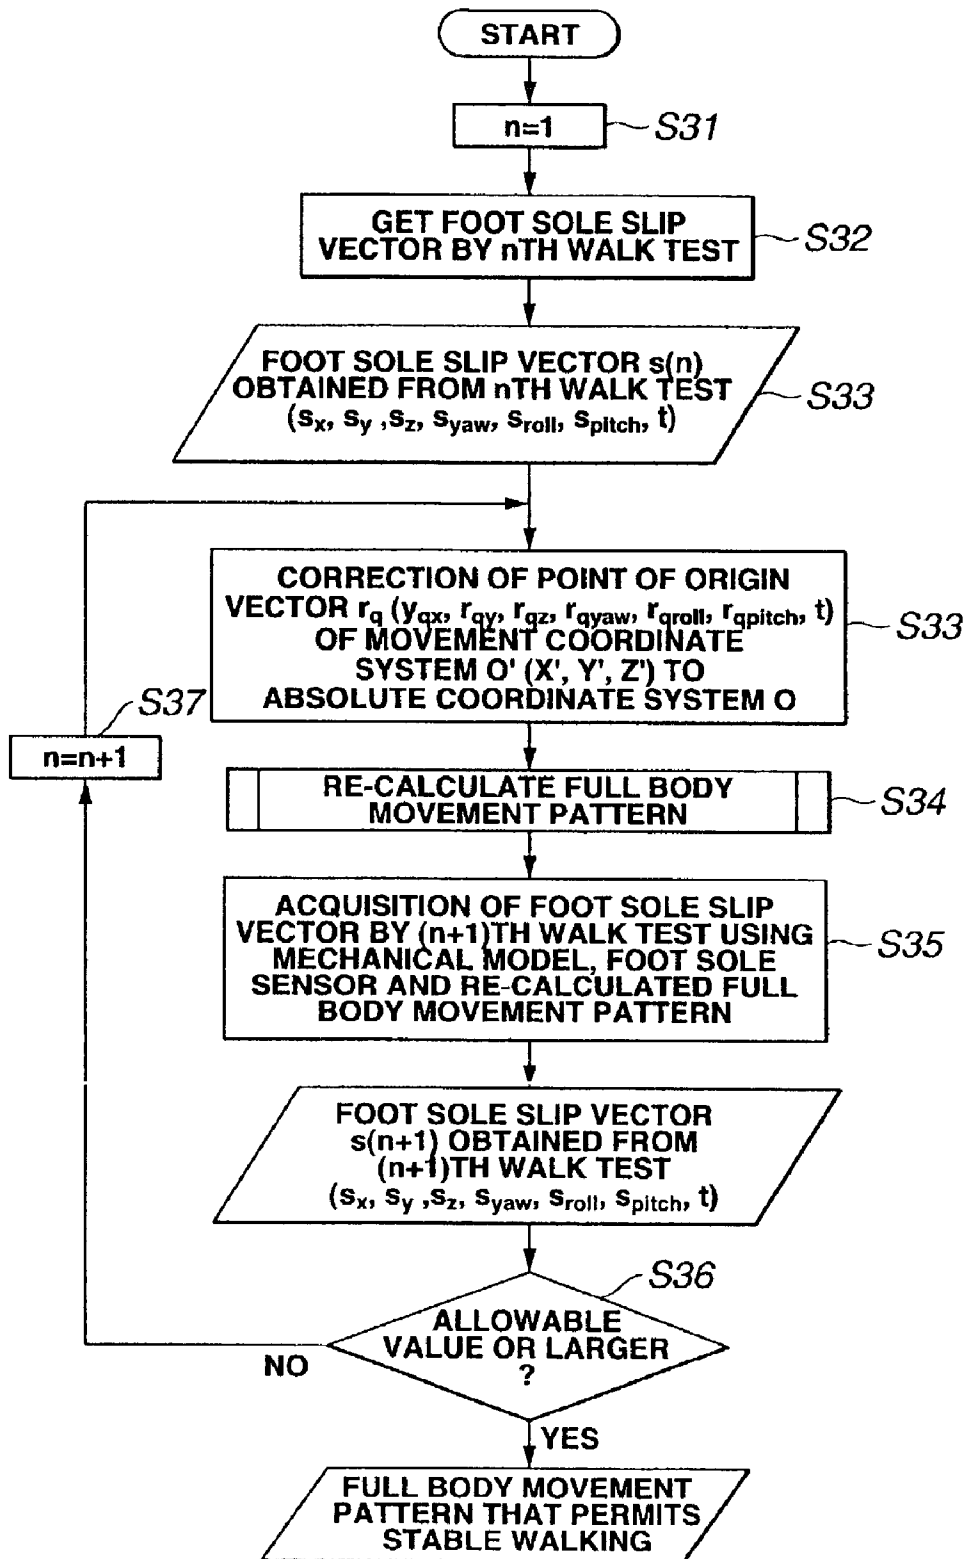 START
n=1
S31
GET FOOT SOLE SLIP
VECTOR BY nTH WALK TEST
S32
FOOT SOLE SLIP VECTOR s(n)
OBTAINED FROM nTH WALK TEST
(sx, sy ,sz, syaw, sroll, spitch, t)
S33
CORRECTION OF POINT OF ORIGIN
VECTOR rq (yqx, rqy, rqz, rqyaw, rqroll, rqpitch, t)
OF MOVEMENT COORDINATE
SYSTEM O' (X', Y', Z') TO
ABSOLUTE COORDINATE SYSTEM O
S33
S37
n=n+1
RE-CALCULATE FULL BODY
MOVEMENT PATTERN
S34
ACQUISITION OF FOOT SOLE SLIP
VECTOR BY (n+1)TH WALK TEST USING
MECHANICAL MODEL, FOOT SOLE
SENSOR AND RE-CALCULATED FULL
BODY MOVEMENT PATTERN
S35
FOOT SOLE SLIP VECTOR
s(n+1) OBTAINED FROM
(n+1)TH WALK TEST
(sx, sy ,sz, syaw, sroll, spitch, t)
S36
ALLOWABLE
VALUE OR LARGER
?
NO
YES
FULL BODY MOVEMENT
PATTERN THAT PERMITS
STABLE WALKING